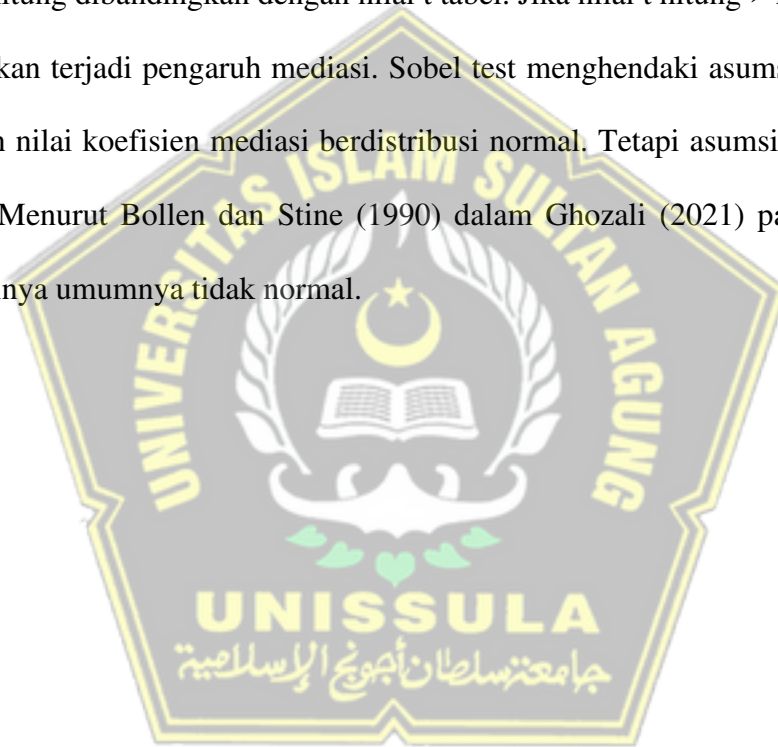 itung dibandingkan dengan nilai t tabel. Jika nilai t hitung
kan terjadi pengaruh mediasi. Sobel test menghendaki asums
n nilai koefisien mediasi berdistribusi normal. Tetapi asumsi
Menurut Bollen dan Stine (1990) dalam Ghozali (2021) pa
nya umumnya tidak normal.
UNIVERSITAS ISLAM SULTAN AGUNG
UNISSULA
جامعة سلطان أجونج الإسلامية